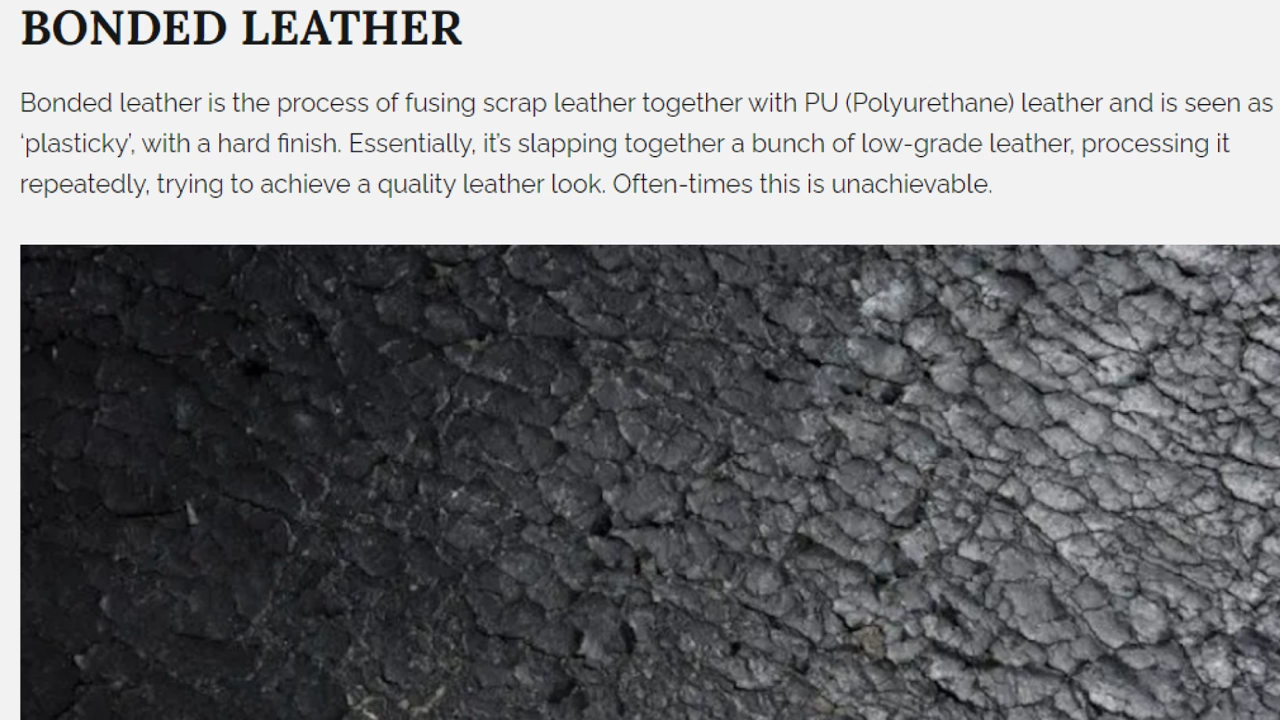 BONDED LEATHER
Bonded leather is the process of fusing scrap leather together with PU (Polyurethane) leather and is seen as
‘plasticky’, with a hard finish. Essentially, it’s slapping together a bunch of low-grade leather, processing it
repeatedly, trying to achieve a quality leather look. Often-times this is unachievable.